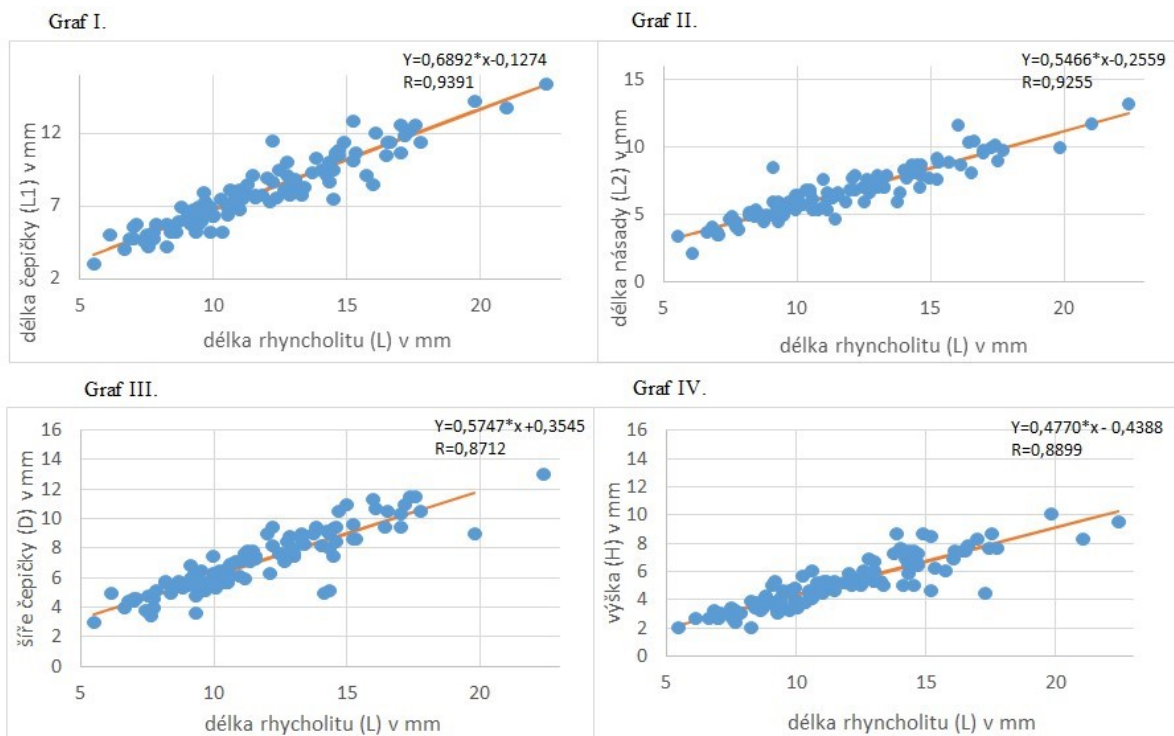 Graf I.
Y=0,6892*x-0,1274
R=0,9391
délka čepičky (L1) v mm
12
7
2
5
10
15
20
délka rhyncholitu (L) v mm
Graf II.
Y=0,5466*x-0,2559
R=0,9255
délka násady (L2) v mm
15
10
5
0
5
10
15
20
délka rhyncholitu (L) v mm
Graf III.
Y=0,5747*x+0,3545
R=0,8712
šíře čepičky (D) v mm
16
14
12
10
8
6
4
2
0
5
10
15
20
délka rhyncholitu (L) v mm
Graf IV.
Y=0,4770*x - 0,4388
R=0,8899
výška (H) v mm
16
14
12
10
8
6
4
2
0
5
10
15
20
délka rhyncholitu (L) v mm